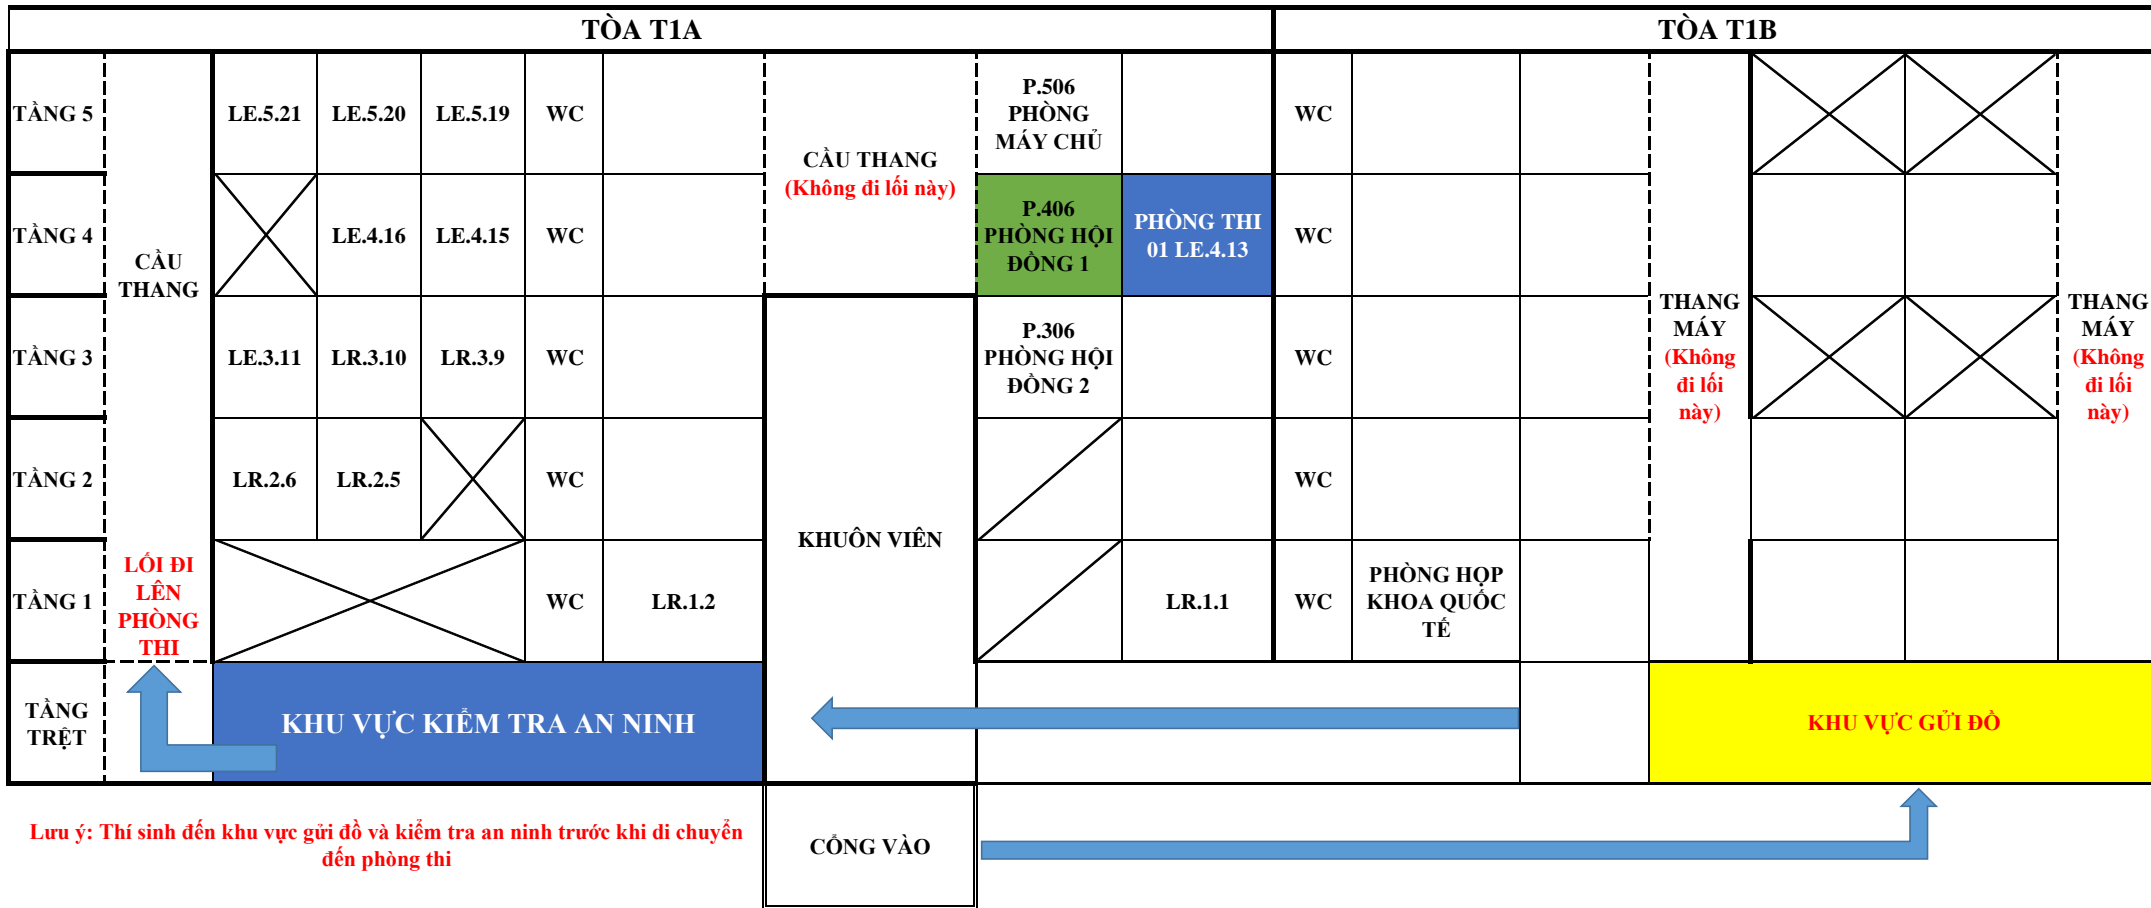 TÒA T1A
TÒA T1B
TẦNG 5
LE.5.21
LE.5.20
LE.5.19
WC
P.506
PHÒNG
MÁY CHỦ
WC
CẦU THANG
(Không đi lối này)
TẦNG 4
LE.4.16
LE.4.15
WC
P.406
PHÒNG HỘI
ĐỒNG 1
PHÒNG THI
01 LE.4.13
WC
CẦU
THANG
TẦNG 3
LE.3.11
LR.3.10
LR.3.9
WC
P.306
PHÒNG HỘI
ĐỒNG 2
WC
THANG
MÁY
(Không
đi lối
này)
THANG
MÁY
(Không
đi lối
này)
TẦNG 2
LR.2.6
LR.2.5
WC
WC
KHUÔN VIÊN
TẦNG 1
LỐI ĐI
LÊN
PHÒNG
THI
WC
LR.1.2
LR.1.1
WC
PHÒNG HỌP
KHOA QUỐC
TẾ
TẦNG
TRỆT
KHU VỰC KIỂM TRA AN NINH
KHU VỰC GỬI ĐỒ
Lưu ý: Thí sinh đến khu vực gửi đồ và kiểm tra an ninh trước khi di chuyển
đến phòng thi
CỔNG VÀO